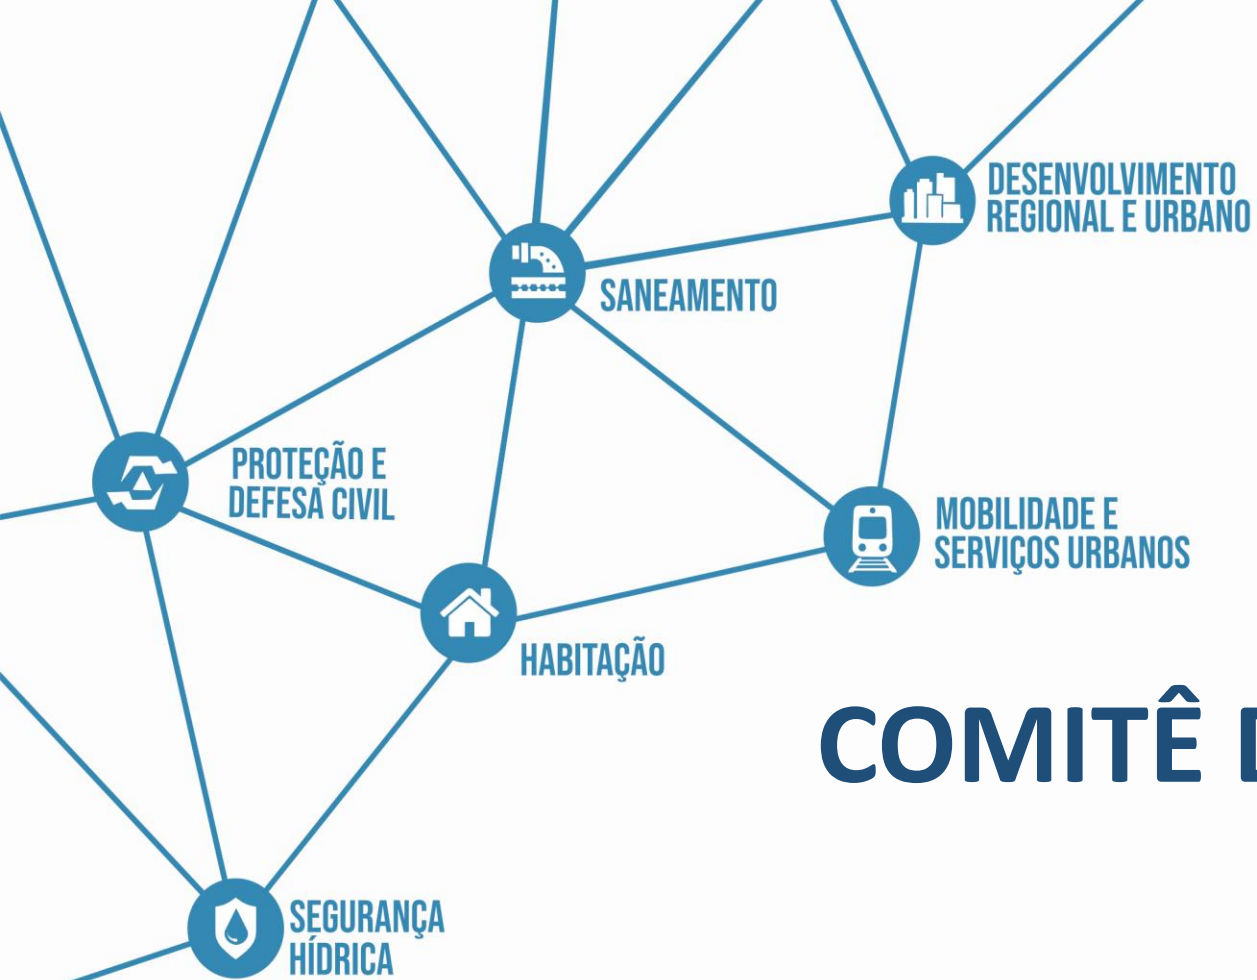 DESENVOLVIMENTO
REGIONAL E URBANO
SANEAMENTO
PROTEÇÃO E
DEFESA CIVIL
MOBILIDADE E
SERVIÇOS URBANOS
HABITAÇÃO
COMITÊ
SEGURANÇA
HÍDRICA